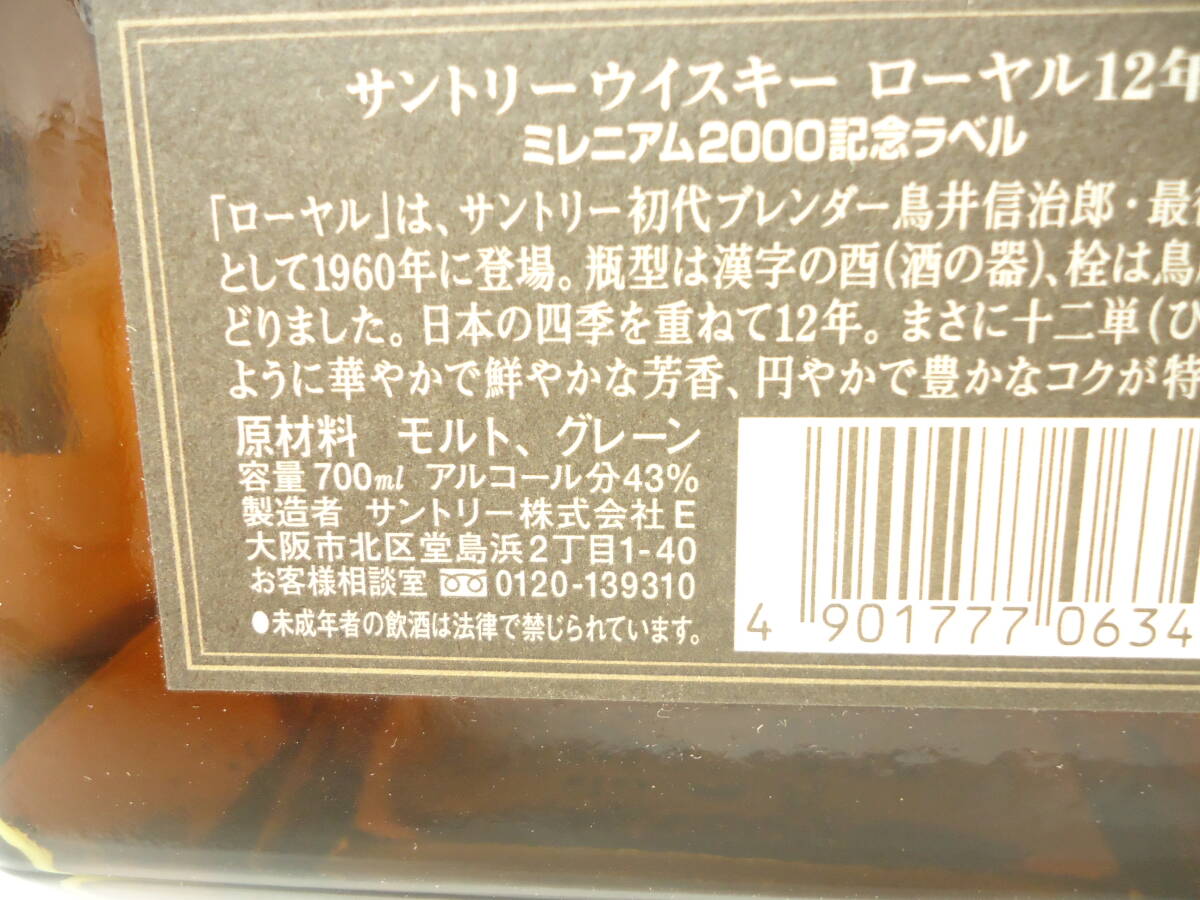 サントリーウイスキー ローヤル12年
ミレニアム2000記念ラベル
「ローヤル」は、サントリー初代ブレンダー鳥井信治郎・最
として1960年に登場。瓶型は漢字の酉(酒の器)、栓は鳥
どりました。日本の四季を重ねて12年。まさに十二単(ひ
ように華やかで鮮やかな芳香、円やかで豊かなコクが特
原材料 モルト、グレーン
容量 700ml アルコール分43%
製造者 サントリー株式会社E
大阪市北区堂島浜2丁目1-40
お客様相談室 0120-139310
●未成年者の飲酒は法律で禁じられています。
4 901777 0634